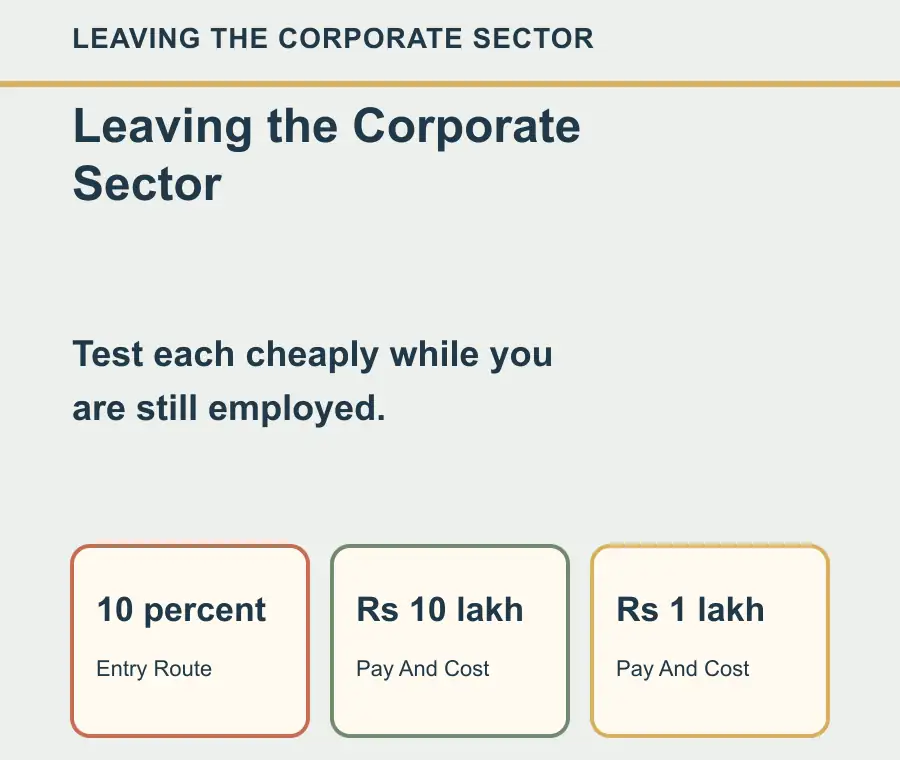 LEAVING THE CORPORATE SECTOR
Leaving the Corporate
Sector
Test each cheaply while you
are still employed.
10 percent
Entry Route
Rs 10 lakh
Pay And Cost
Rs 1 lakh
Pay And Cost